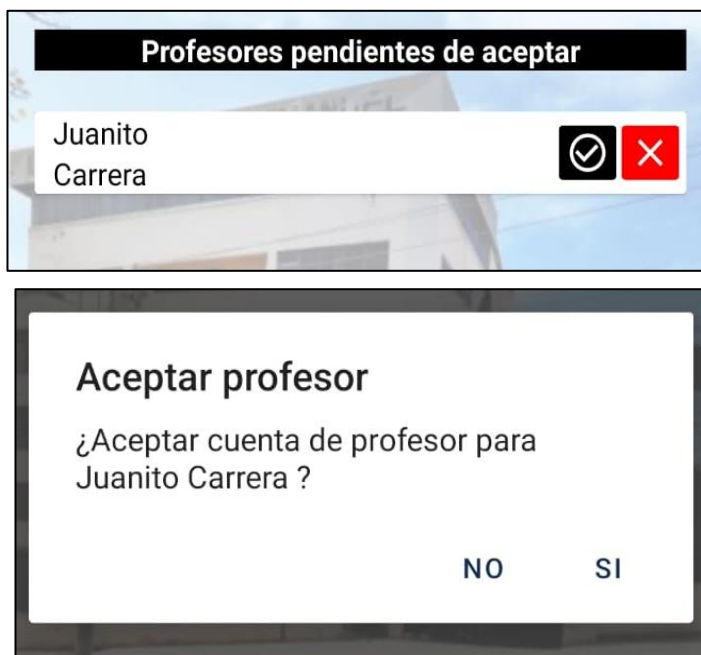 Profesores pendientes de aceptar
Juanito
Carrera
Aceptar profesor
¿Aceptar cuenta de profesor para
Juanito Carrera ?
NO
SI